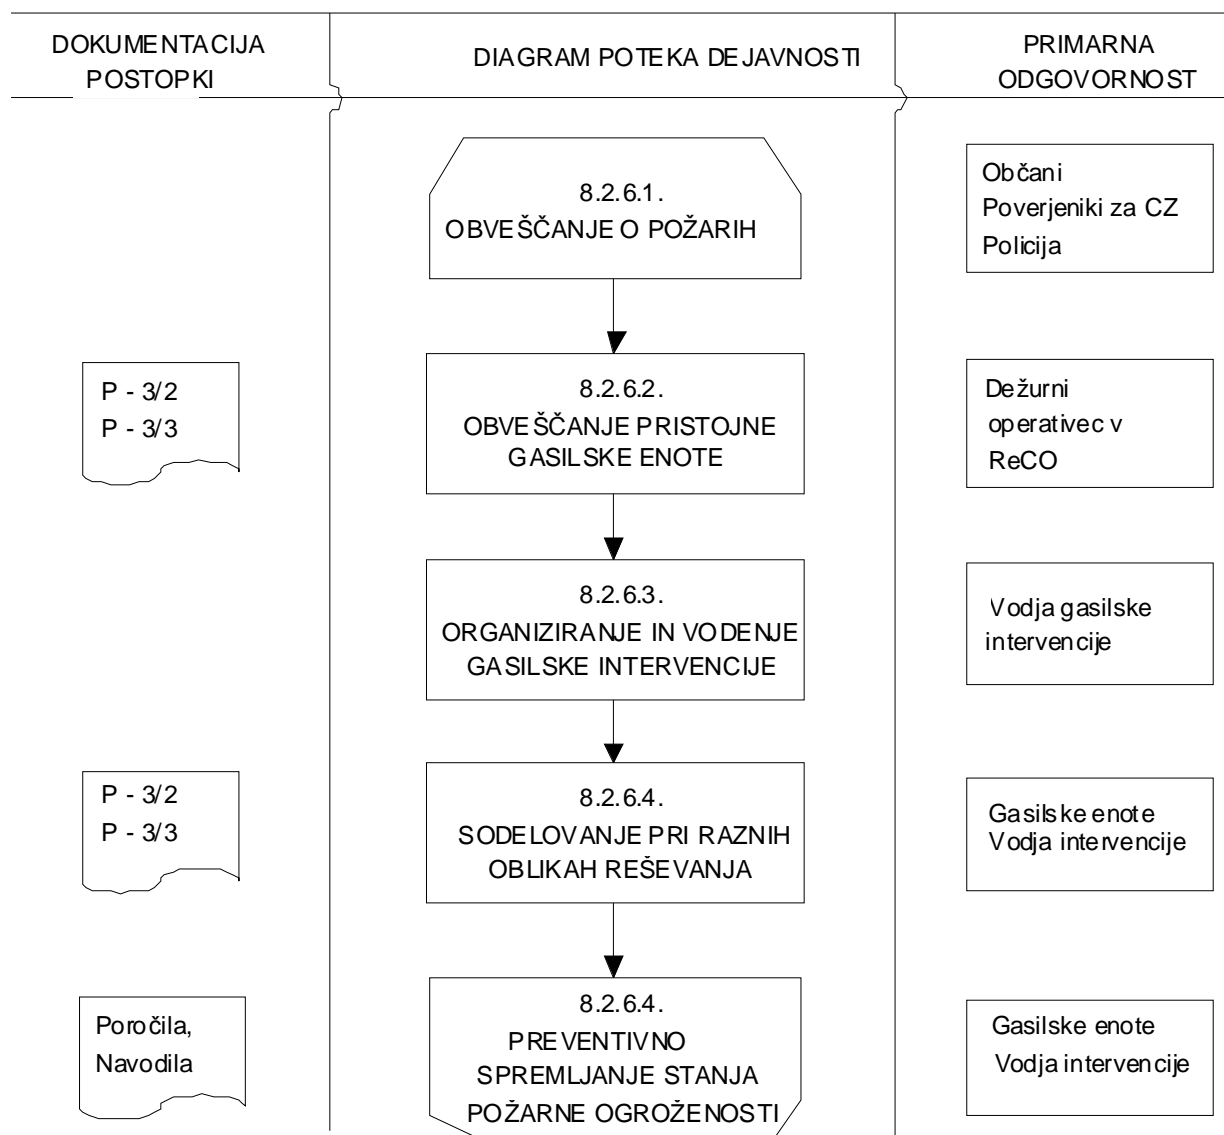 DOKUMENTACIJA
POSTOPKI
DIAGRAM POTEKA DEJAVNOSTI
PRIMARNA
ODGOVORNOST
8.2.6.1.
OBVEŠČANJE O POŽARIH
Občani
Poverjeniki za CZ
Policija
P - 3/2
P - 3/3
8.2.6.2.
OBVEŠČANJE PRISTOJNE
GASILSKE ENOTE
Dežurni
operativec v
ReCO
8.2.6.3.
ORGANIZIRANJE IN VODENJE
GASILSKE INTERVENCIJE
Vodja gasilske
intervencije
P - 3/2
P - 3/3
8.2.6.4.
SODELOVANJE PRI RAZNIH
OBLIKAH REŠEVANJA
Gasilske enote
Vodja intervencije
Poročila,
Navodila
8.2.6.4.
PREVENTIVNO
SPREMLJANJE STANJA
POŽARNE OGROŽENOSTI
Gasilske enote
Vodja intervencije